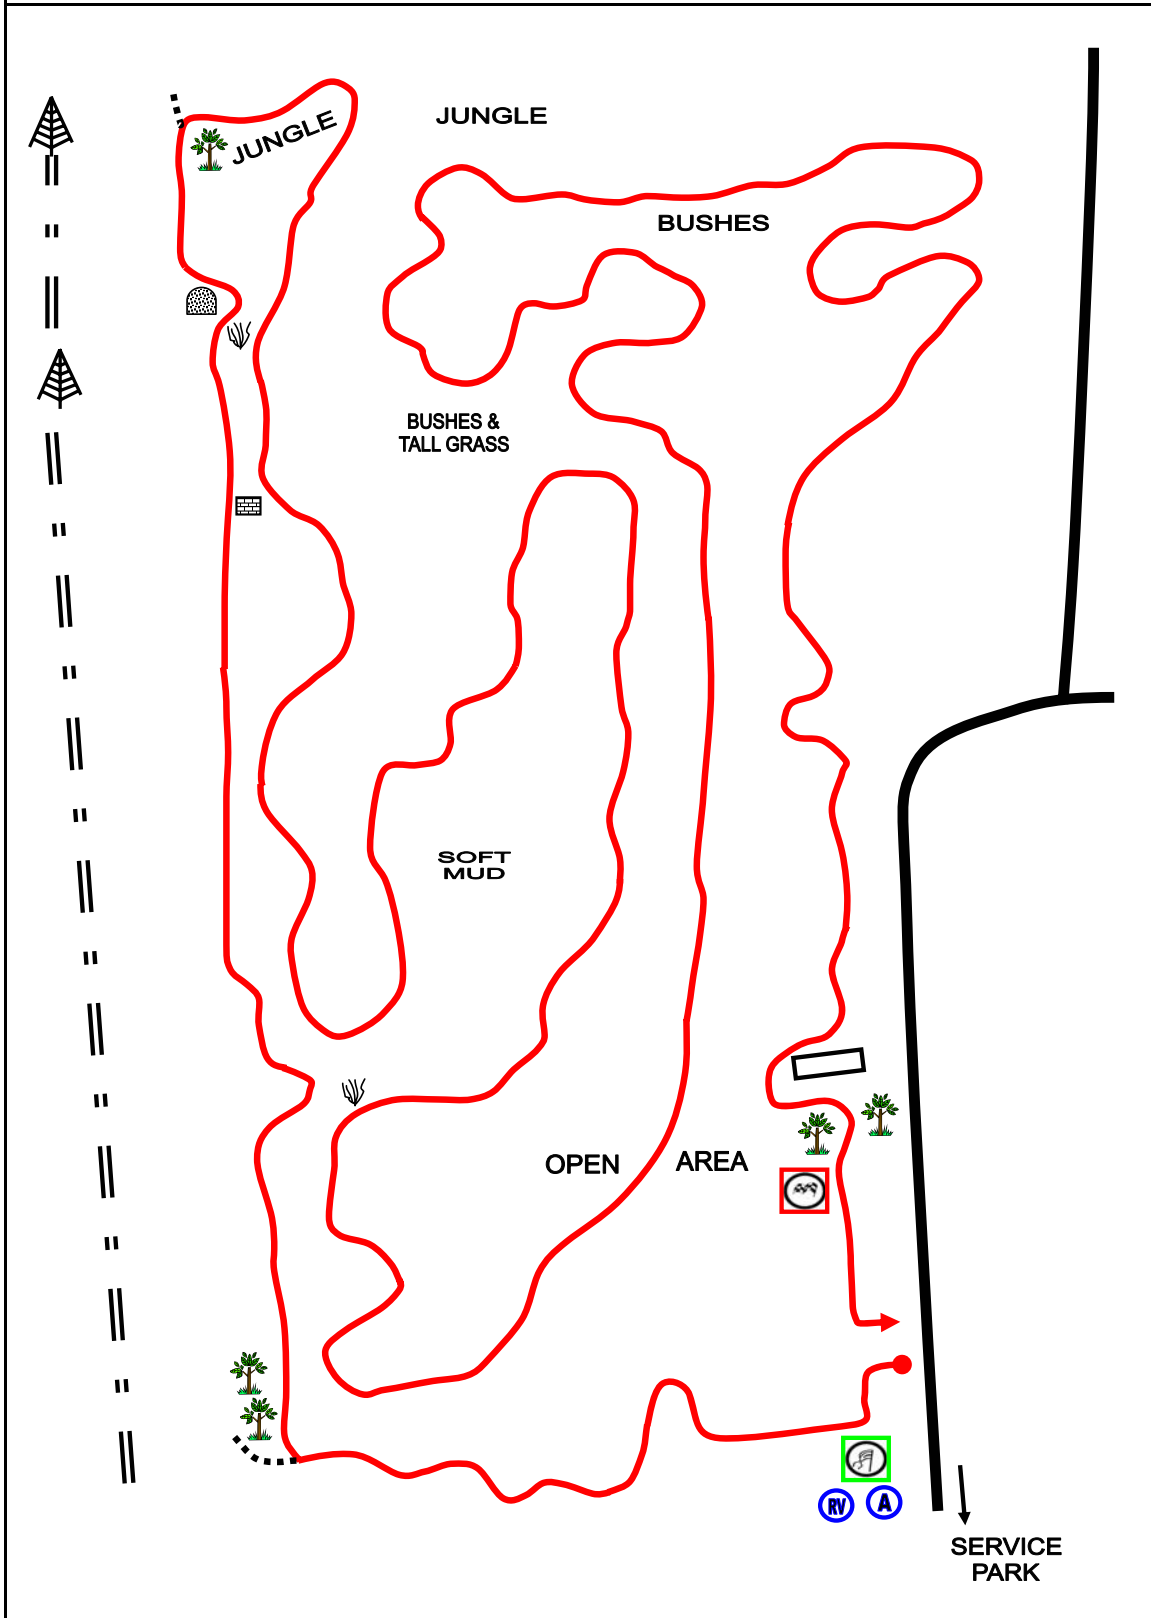 JUNGLE
JUNGLE
BUSHES
BUSHES &
TALL GRASS
SOFT
MUD
OPEN AREA
RV
A
SERVICE
PARK